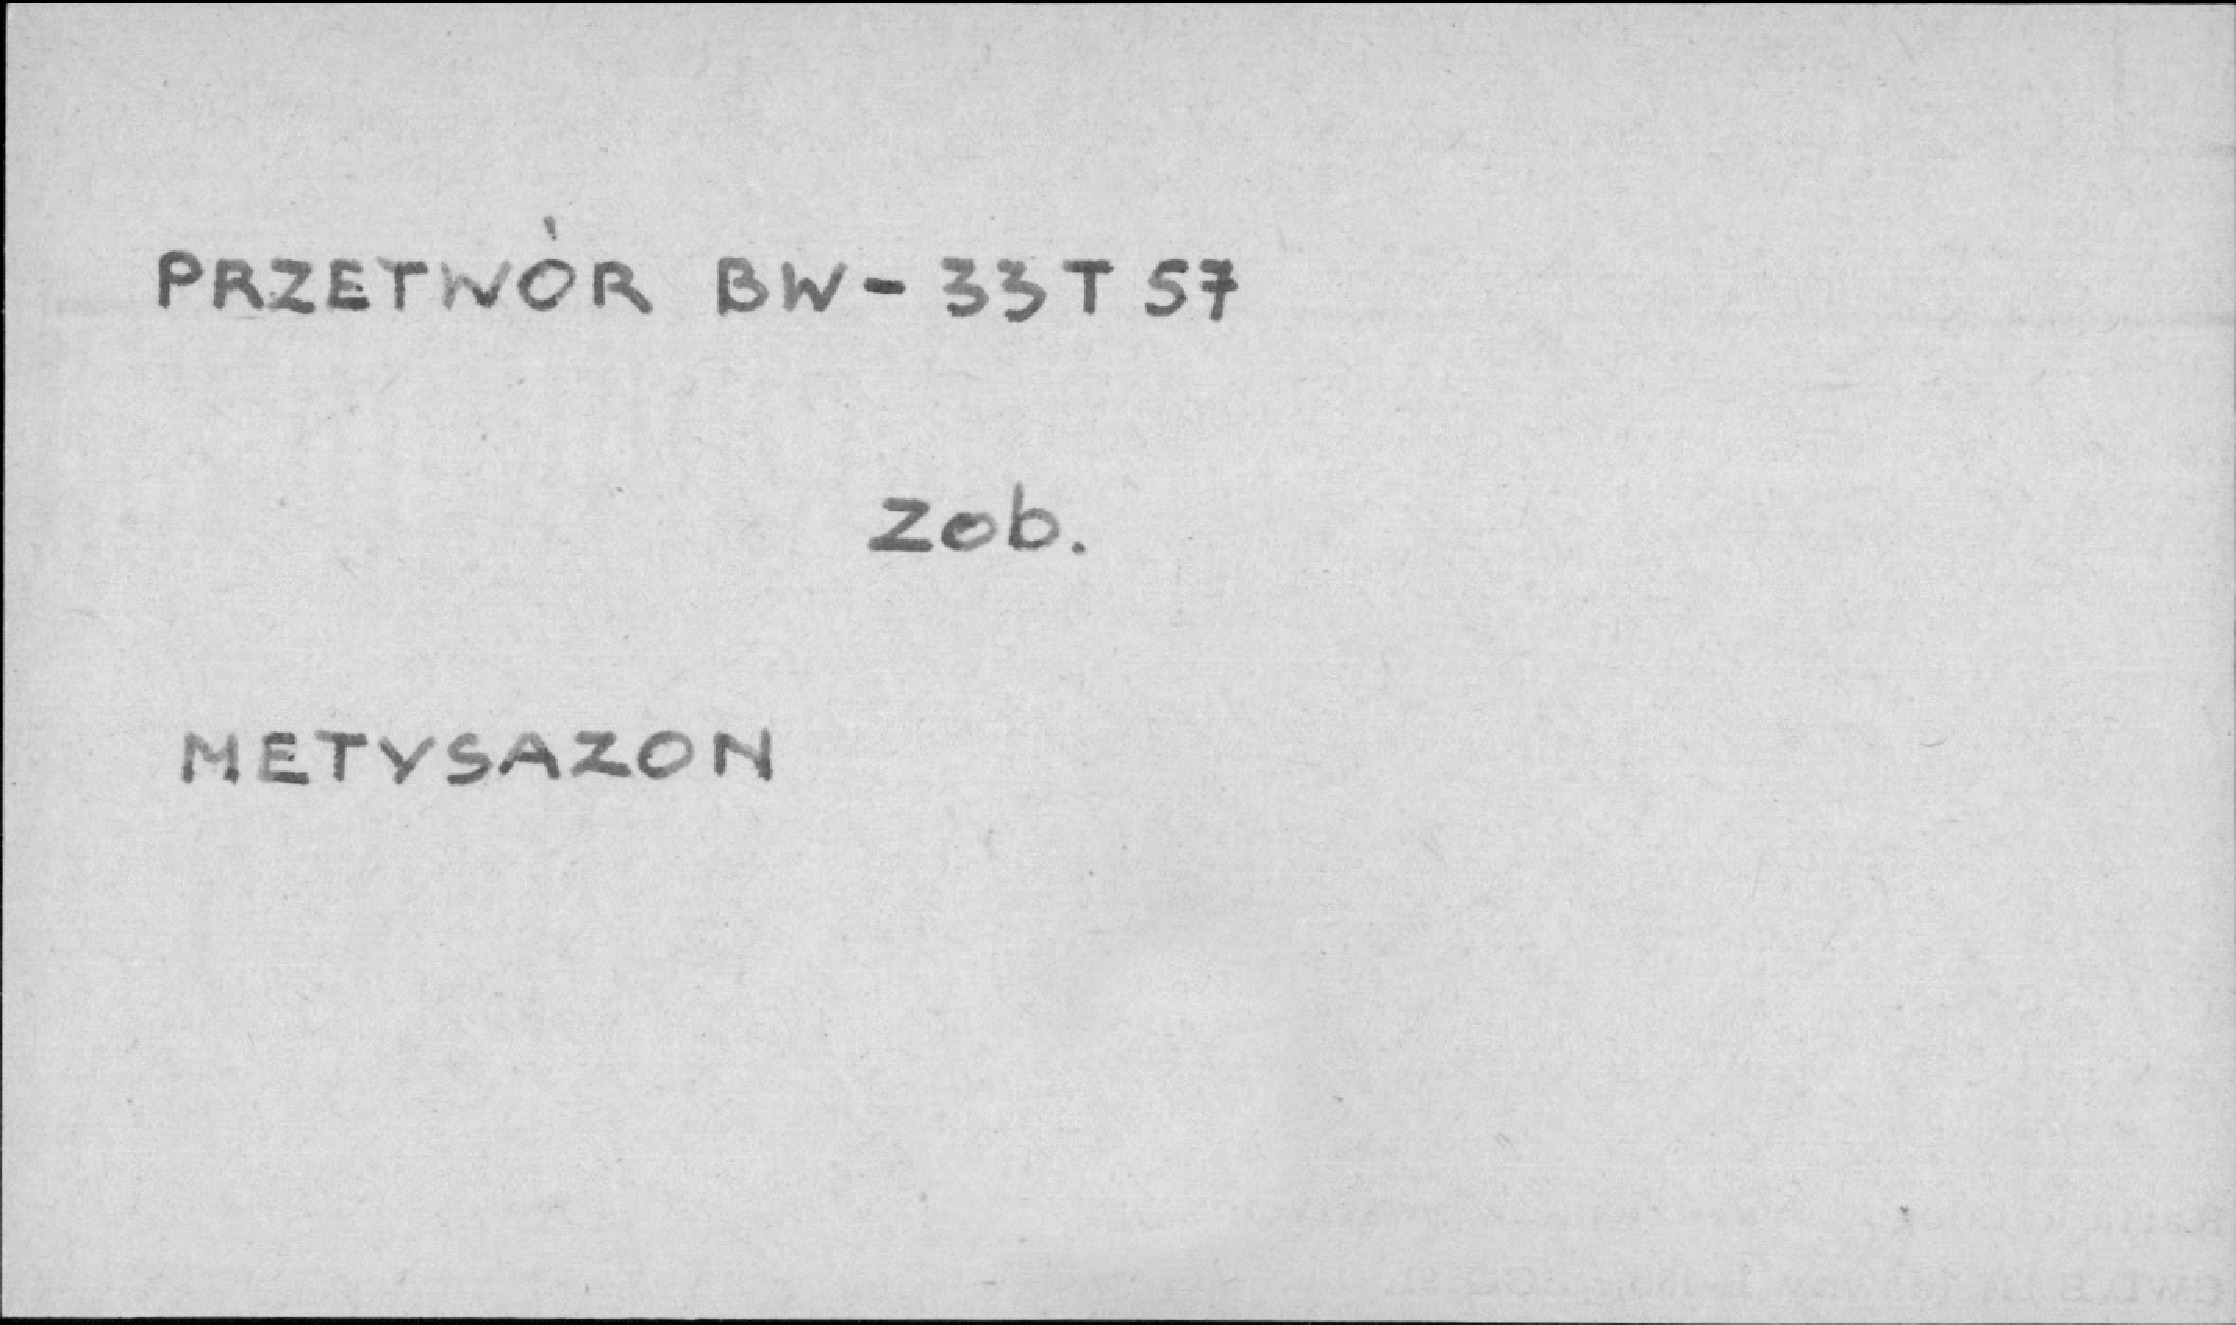 PRZETWÓR BW-33T57
Zob.
METYSAZON